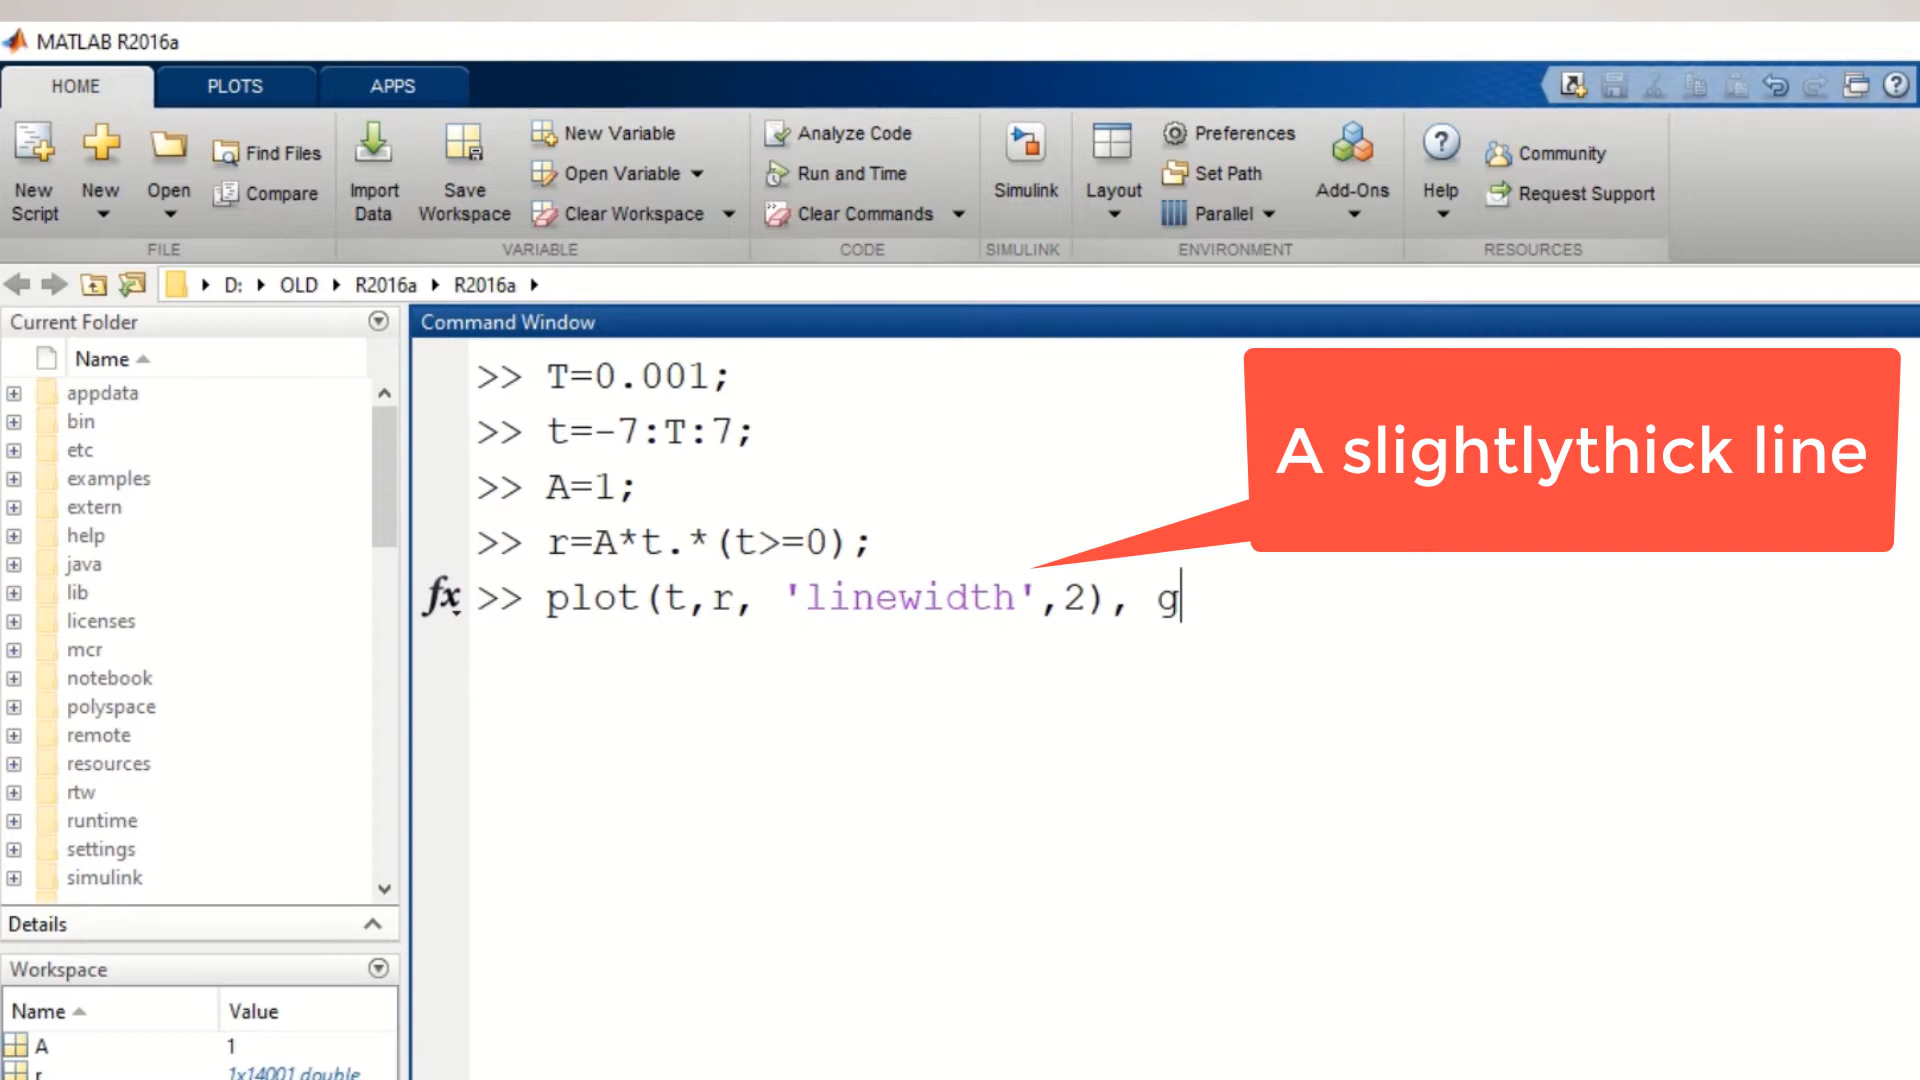 MATLAB R2016a
HOME
PLOTS
APPS
New Script
New
Open
Find Files
Compare
FILE
Import Data
Save Workspace
New Variable
Open Variable
Clear Workspace
VARIABLE
Analyze Code
Run and Time
Clear Commands
CODE
Simulink
SIMULINK
Layout
Preferences
Set Path
Parallel
Add-Ons
ENVIRONMENT
Help
Community
Request Support
RESOURCES
D: OLD R2016a R2016a
Current Folder
Name
appdata
bin
etc
examples
extern
help
java
lib
licenses
mcr
notebook
polyspace
remote
resources
rtw
runtime
settings
simulink
Details
Workspace
Name Value
A 1
r 1x14001 double
Command Window
>> T=0.001;
>> t=-7:T:7;
>> A=1;
>> r=A*t.*(t>=0);
fx >> plot(t,r, 'linewidth',2), g
A slightlythick line